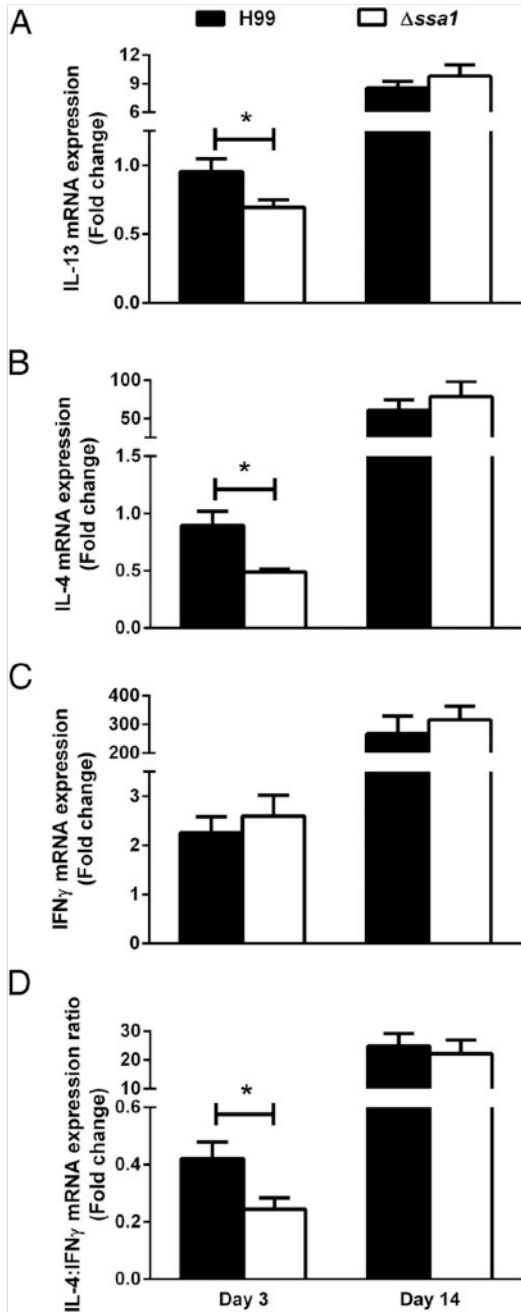 A
H99
Δssa1
IL-13 mRNA expression
(Fold change)
12
9
6
1.0
0.5
0.0
*
B
IL-4 mRNA expression
(Fold change)
100
50
1.5
1.0
0.5
0.0
*
C
IFNγ mRNA expression
(Fold change)
400
300
200
3
2
1
0
D
IL-4:IFNγ mRNA expression ratio
(Fold change)
30
20
10
0.6
0.4
0.2
0.0
*
Day 3
Day 14